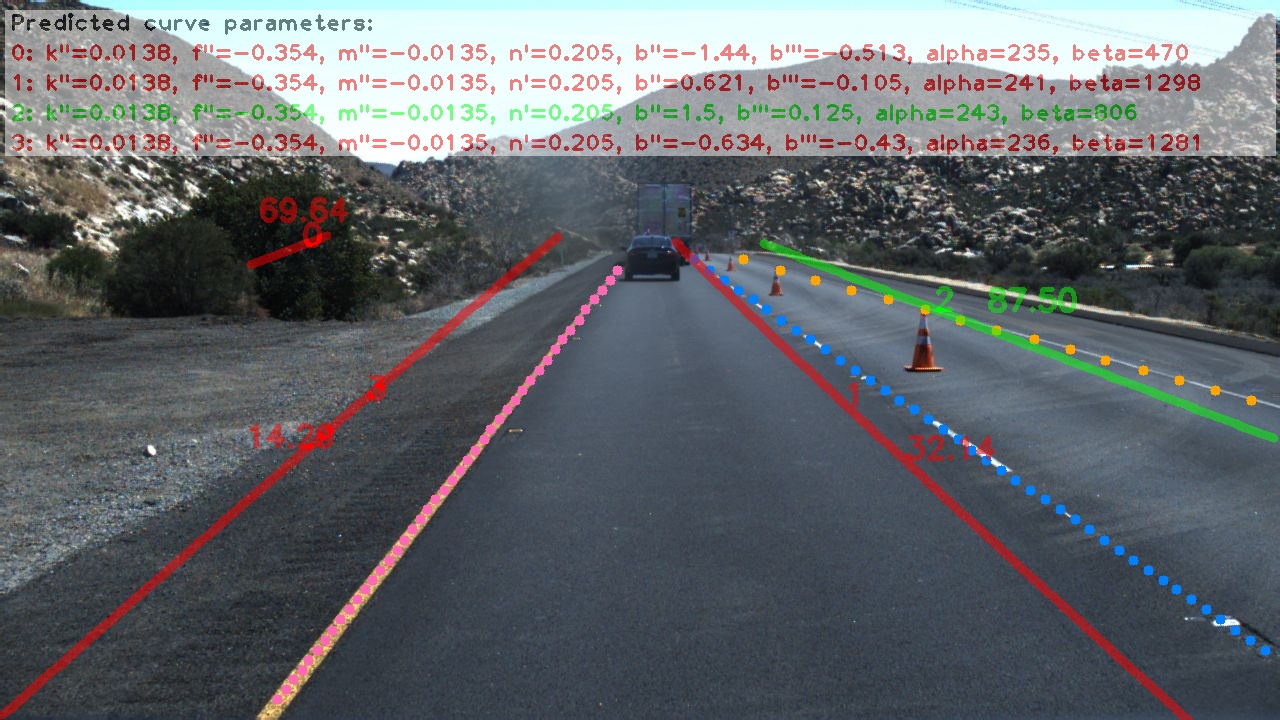 Predicted curve parameters:
0: k''=0.0138, f''=-0.354, m''=-0.0135, n'=0.205, b''=-1.44, b'''=-0.513, alpha=235, beta=470
1: k''=0.0138, f''=-0.354, m''=-0.0135, n'=0.205, b''=0.621, b'''=-0.105, alpha=241, beta=1298
2: k''=0.0138, f''=-0.354, m''=-0.0135, n'=0.205, b''=1.5, b'''=0.125, alpha=243, beta=806
3: k''=0.0138, f''=-0.354, m''=-0.0135, n'=0.205, b''=-0.634, b'''=-0.43, alpha=236, beta=1281
69.64
0
2 87.50
3
1
32.14